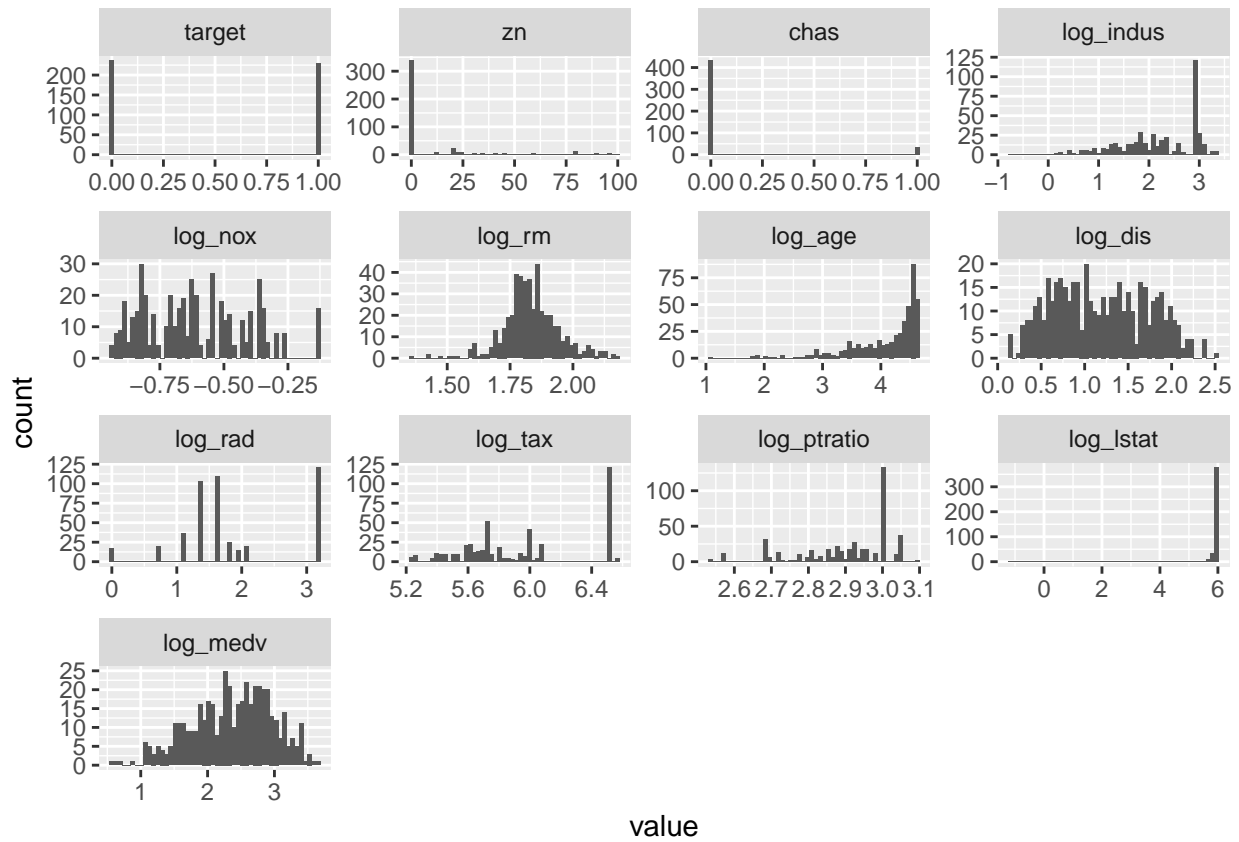 target zn chas log_indus
200 150 100 50 0
300 200 100 0
400 300 200 100 0
125 100 75 50 25 0
0.00 0.25 0.50 0.75 1.00
0 25 50 75 100
0.00 0.25 0.50 0.75 1.00
−1 0 1 2 3
log_nox log_rm log_age log_dis
30 20 10 0
40 30 20 10 0
75 50 25 0
20 15 10 5 0
−0.75 −0.50 −0.25
1.50 1.75 2.00
1 2 3 4
0.0 0.5 1.0 1.5 2.0 2.5
count
log_rad log_tax log_ptratio log_lstat
125 100 75 50 25 0
125 100 75 50 25 0
100 50 0
300 200 100 0
0 1 2 3
5.2 5.6 6.0 6.4
2.6 2.7 2.8 2.9 3.0 3.1
0 2 4 6
log_medv
25 20 15 10 5 0
1 2 3
value